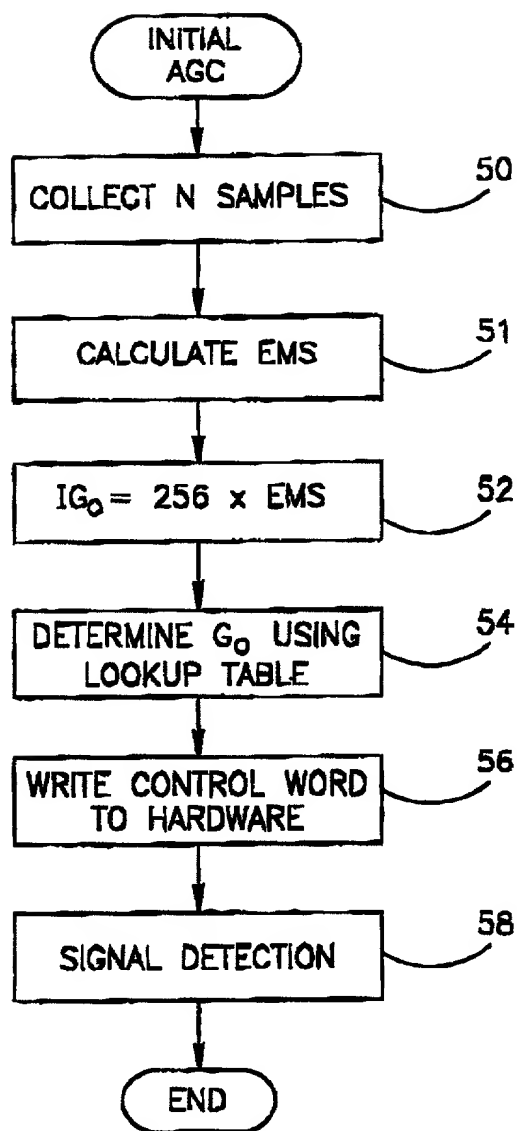 INITIAL
AGC
COLLECT N SAMPLES
50
CALCULATE EMS
51
IG₀ = 256 x EMS
52
DETERMINE G₀ USING
LOOKUP TABLE
54
WRITE CONTROL WORD
TO HARDWARE
56
SIGNAL DETECTION
58
END